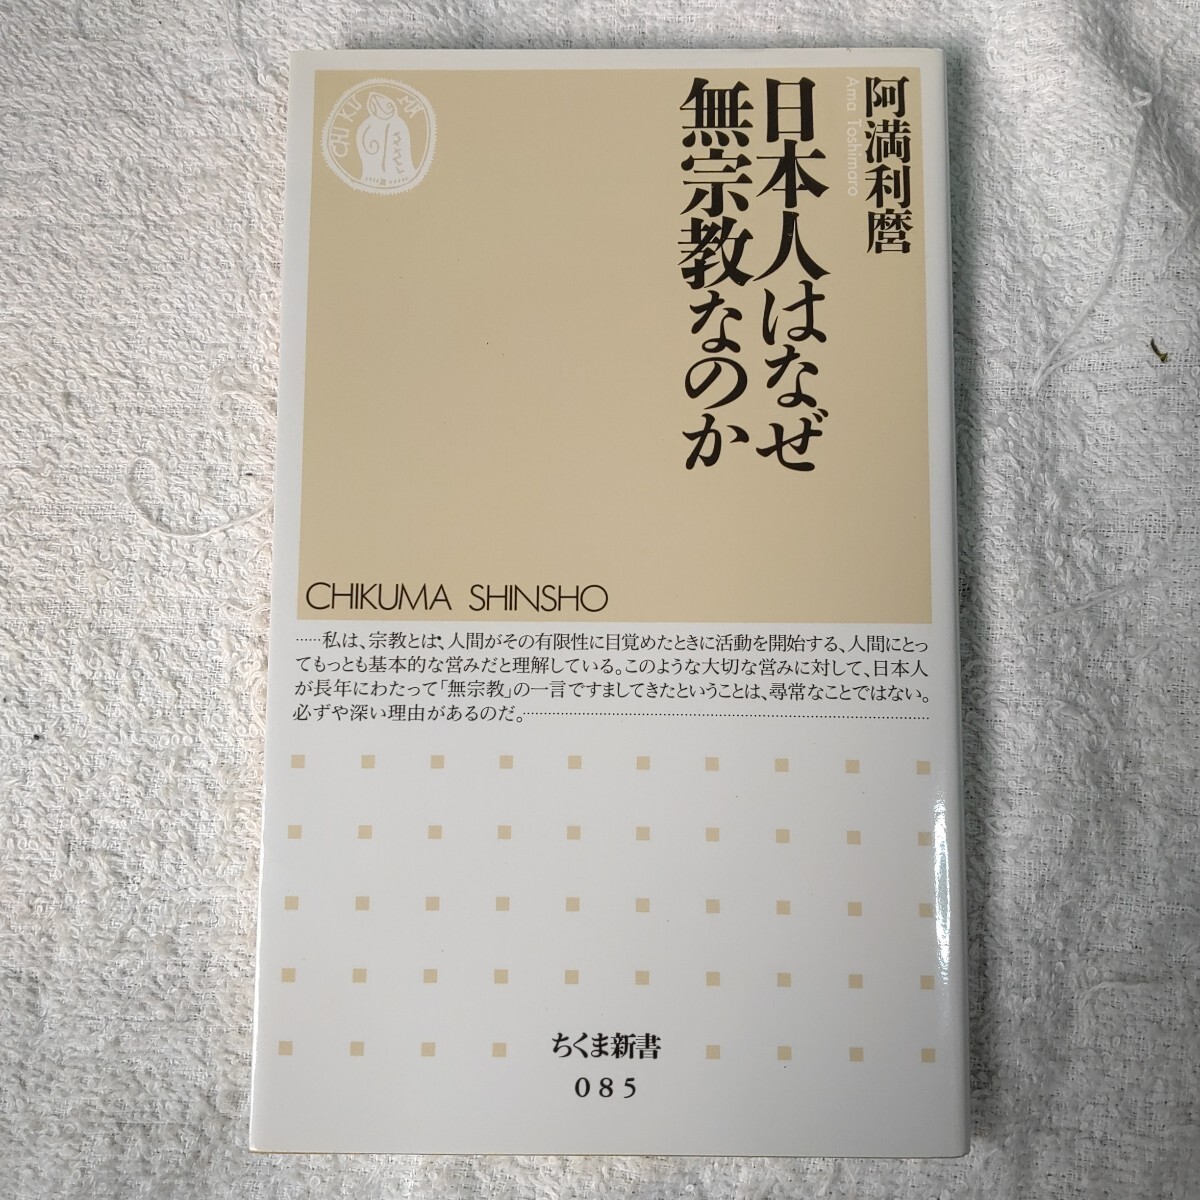 阿満利麿
Ama Toshimaro
日本人はなぜ
無宗教なのか
CHIKUMA
CHIKUMA SHINSHO
……私は、宗教とは、人間がその有限性に目覚めたときに活動を開始する、人間にとっ
てもっとも基本的な営みだと理解している。このような大切な営みに対して、日本人
が長年にわたって「無宗教」の一言ですましてきたということは、尋常なことではない。
必ずや深い理由があるのだ。……
ちくま新書
085